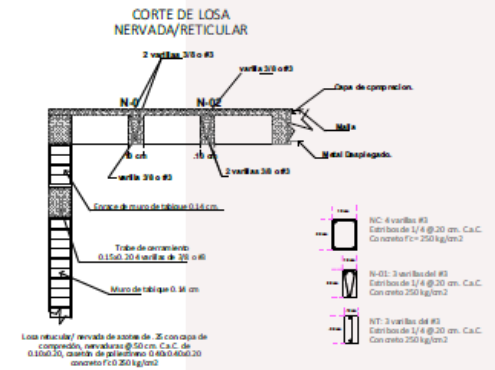 CORTE DE LOSA
NERVADA/RETICULAR
2 varillas 3/8 o #3
varilla 3/8 o #3
N-0
N-02
Capa de compresion.
Malla
Metal Desplegado.
10 cm
.10 cm
varilla 3/8 o #3
2 varillas 3/8 o #3
Enrace de muro de tabique 0.14 cm.
Trabe de cerramiento
0.15x0.20 4 varillas de 3/8 o #3
Muro de tabique 0.14 cm
NC: 4 varillas #3
Estribos de 1/4 @ 20 cm. C.a.C.
Concreto f'c= 250 kg/cm2
N-01: 3 varillas del #3
Estribos de 1/4 @ 20 cm. C.a.C.
Concreto 250 kg/cm2
NT: 3 varillas del #3
Estribos de 1/4 @ 20 cm. C.a.C.
Concreto 250 kg/cm2
Losa reticular/ nervada de azotea de .25 con capa de
compreción, nervaduras @ 50 cm. C.a.C. de
0.10x0.20, casetón de poliestireno 0.40x0.40x0.20
concreto f'c 0 250 kg/cm2